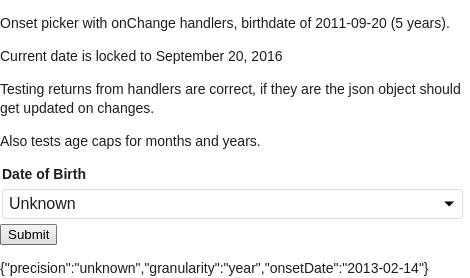 Onset picker with onChange handlers, birthdate of 2011-09-20 (5 years).
Current date is locked to September 20, 2016
Testing returns from handlers are correct, if they are the json object should
get updated on changes.
Also tests age caps for months and years.
Date of Birth
Unknown
Submit
{"precision":"unknown","granularity":"year","onsetDate":"2013-02-14"}